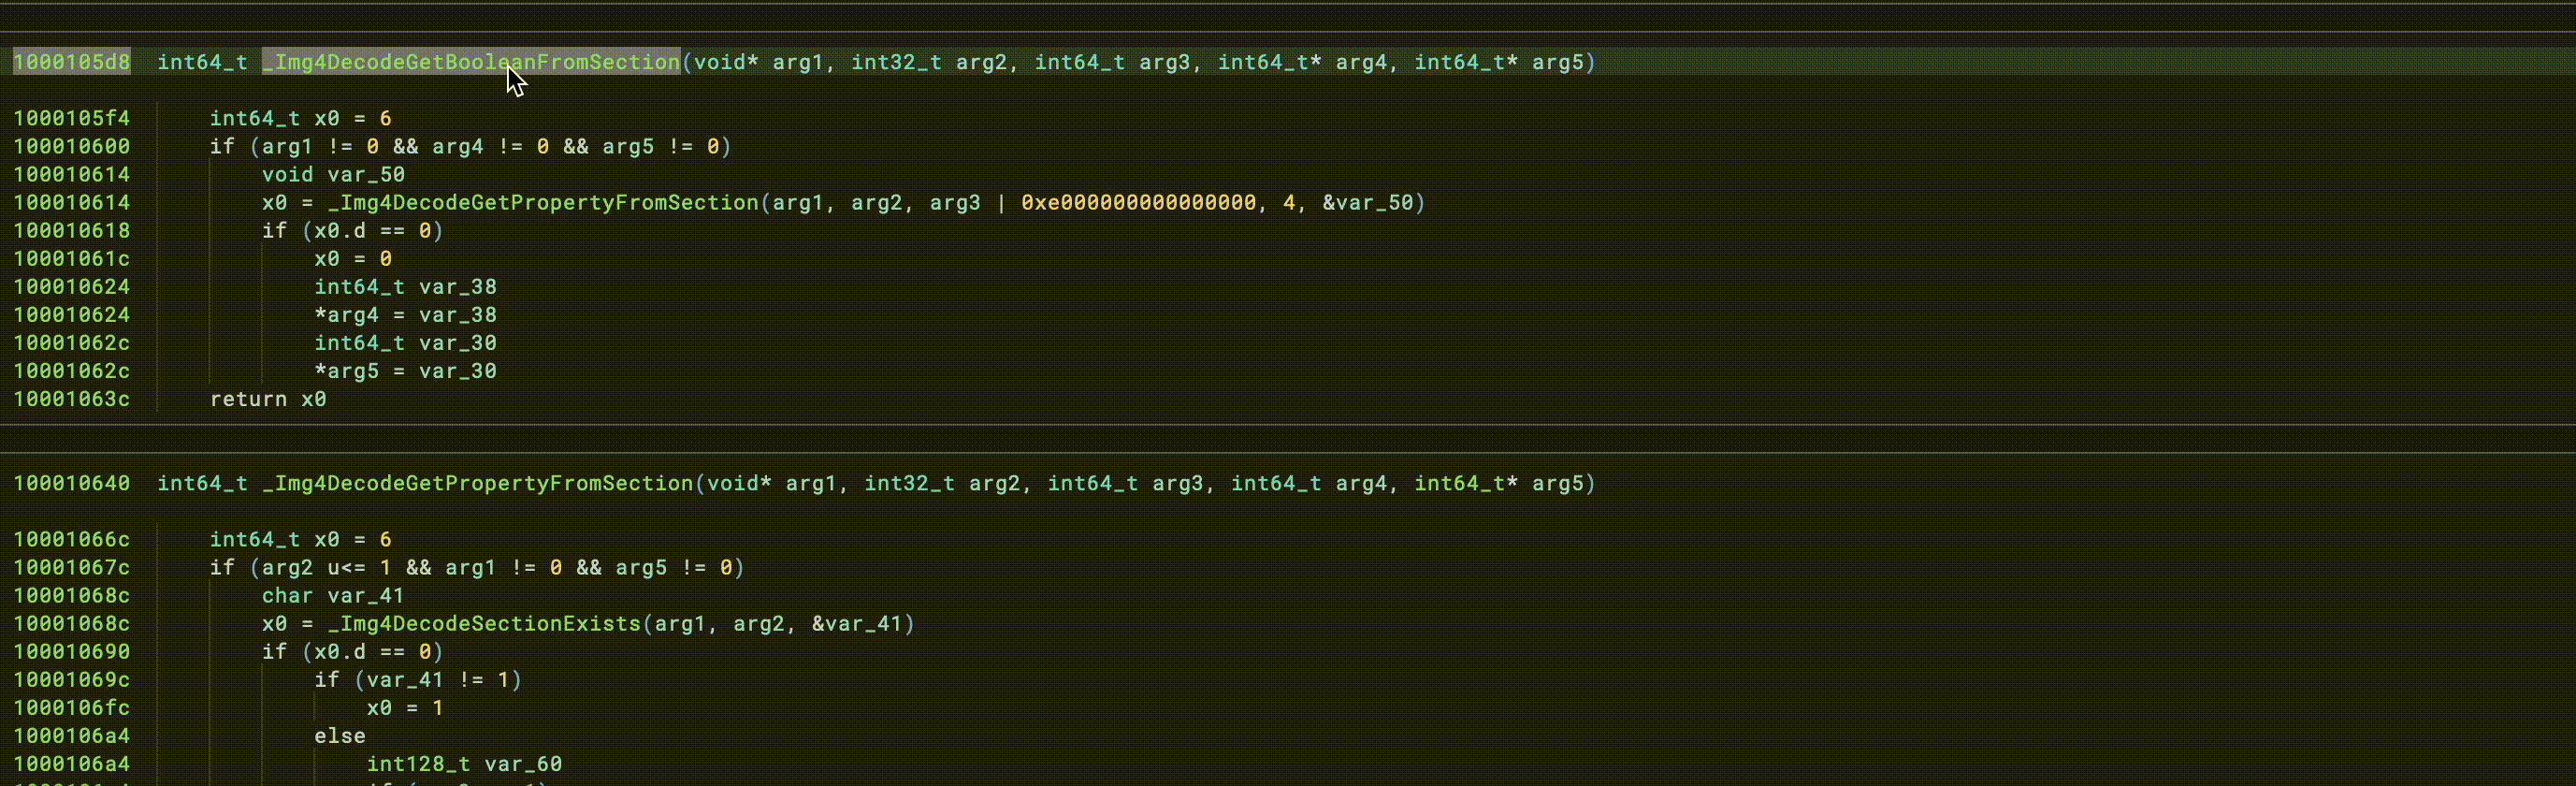 1000105d8 int64_t _Img4DecodeGetBooleanFromSection(void* arg1, int32_t arg2, int64_t arg3, int64_t* arg4, int64_t* arg5)
1000105f4 int64_t x0 = 6
100010600 if (arg1 != 0 && arg4 != 0 && arg5 != 0)
100010614 void var_50
100010614 x0 = _Img4DecodeGetPropertyFromSection(arg1, arg2, arg3 | 0xe000000000000000, 4, &var_50)
100010618 if (x0.d == 0)
10001061c x0 = 0
100010624 int64_t var_38
100010624 *arg4 = var_38
10001062c int64_t var_30
10001062c *arg5 = var_30
10001063c return x0
100010640 int64_t _Img4DecodeGetPropertyFromSection(void* arg1, int32_t arg2, int64_t arg3, int64_t arg4, int64_t* arg5)
10001066c int64_t x0 = 6
10001067c if (arg2 u<= 1 && arg1 != 0 && arg5 != 0)
10001068c char var_41
10001068c x0 = _Img4DecodeSectionExists(arg1, arg2, &var_41)
100010690 if (x0.d == 0)
10001069c if (var_41 != 1)
1000106fc x0 = 1
1000106a4 else
1000106a4 int128_t var_60